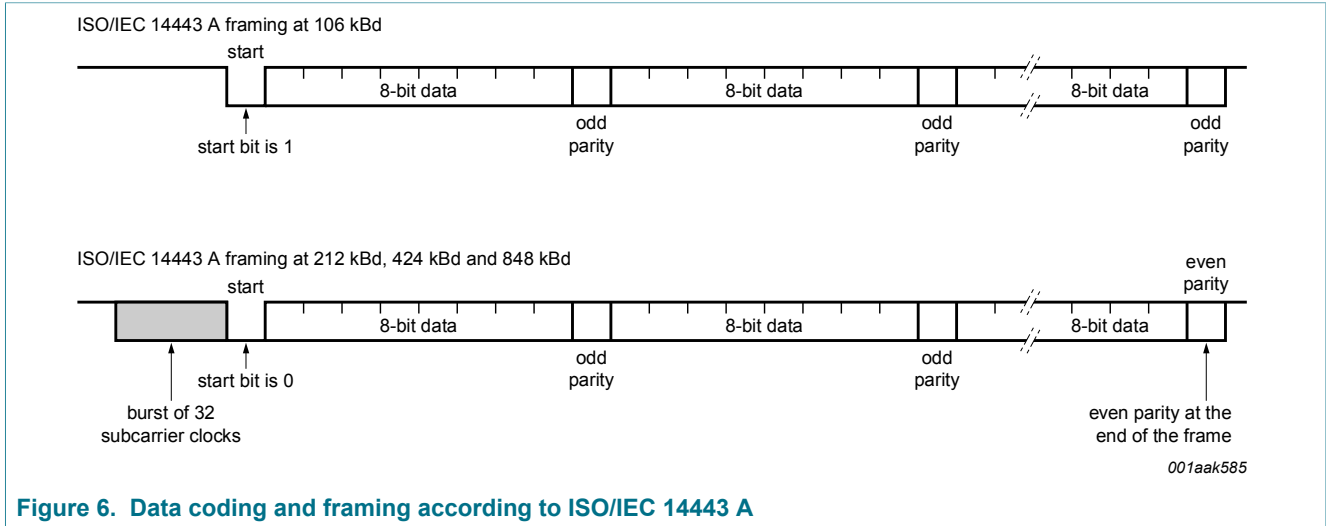 ISO/IEC 14443 A framing at 106 kBd
start
8-bit data
8-bit data
8-bit data
odd
parity
odd
parity
odd
parity
start bit is 1
ISO/IEC 14443 A framing at 212 kBd, 424 kBd and 848 kBd
even
parity
start
8-bit data
8-bit data
8-bit data
odd
parity
odd
parity
start bit is 0
burst of 32
subcarrier clocks
even parity at the
end of the frame
001aak585
Figure 6. Data coding and framing according to ISO/IEC 14443 A